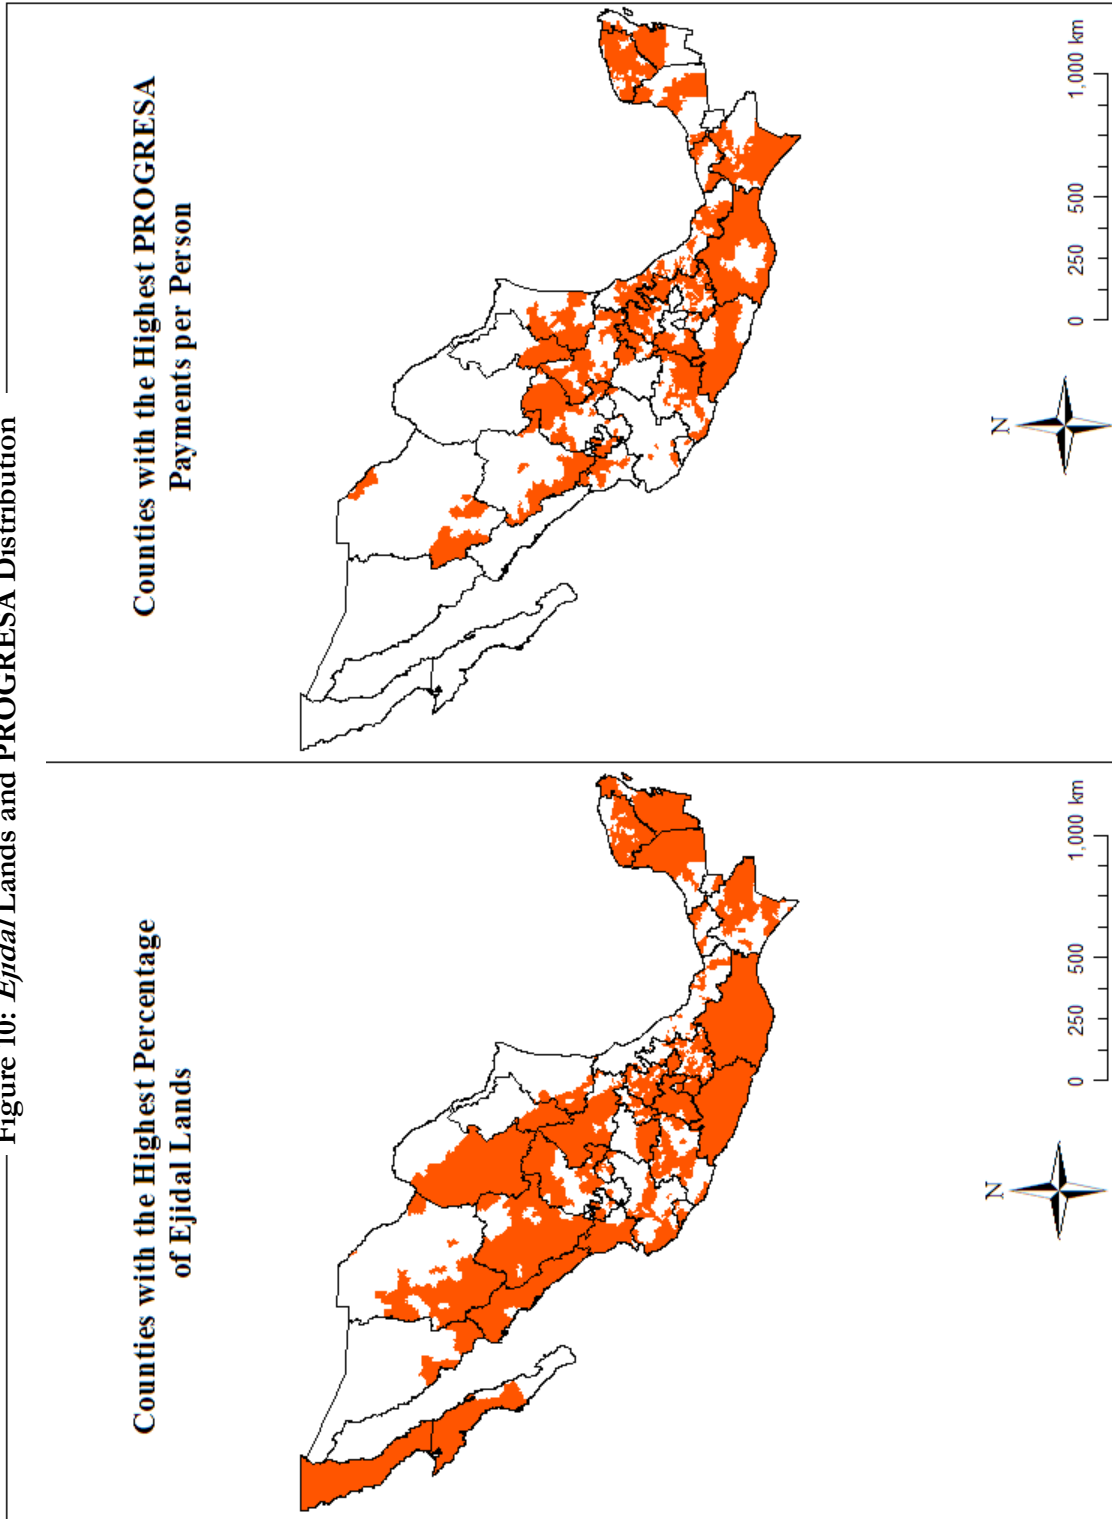 Figure 10: Ejidal Lands and PROGRESA Distribution
Counties with the Highest PROGRESA
Payments per Person
N
0 250 500 1,000 km
Counties with the Highest Percentage
of Ejidal Lands
N
0 250 500 1,000 km